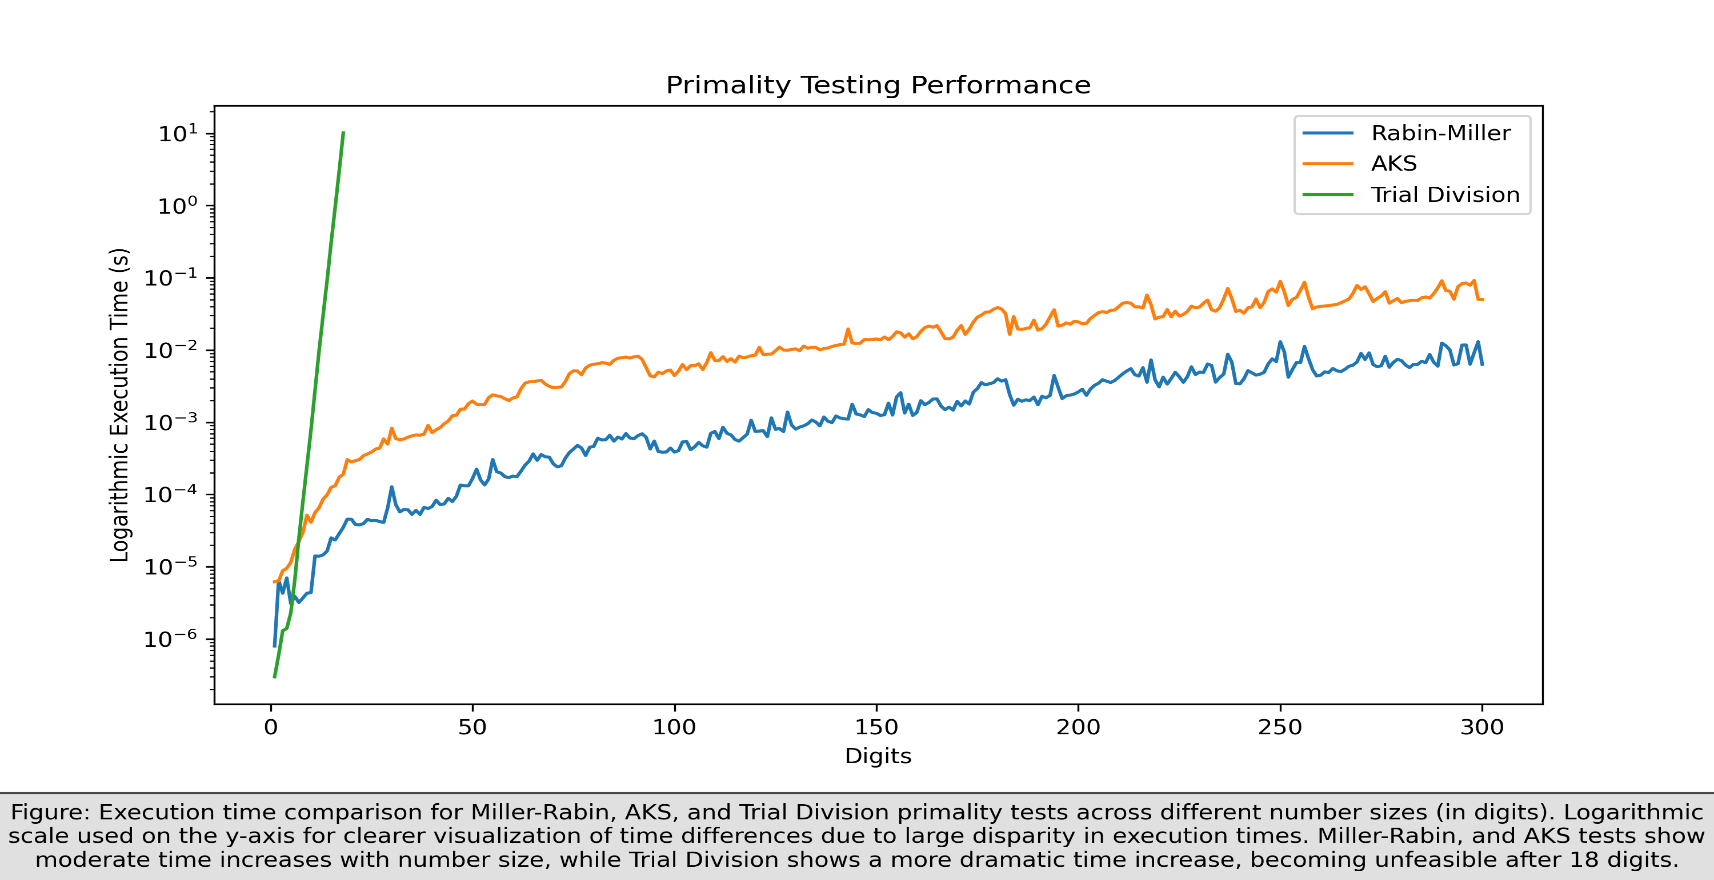 Primality Testing Performance
Rabin-Miller
AKS
Trial Division
Logarithmic Execution Time (s)
10¹
10⁰
10⁻¹
10⁻²
10⁻³
10⁻⁴
10⁻⁵
10⁻⁶
0 50 100 150 200 250 300
Digits
Figure: Execution time comparison for Miller-Rabin, AKS, and Trial Division primality tests across different number sizes (in digits). Logarithmic
scale used on the y-axis for clearer visualization of time differences due to large disparity in execution times. Miller-Rabin, and AKS tests show
moderate time increases with number size, while Trial Division shows a more dramatic time increase, becoming unfeasible after 18 digits.